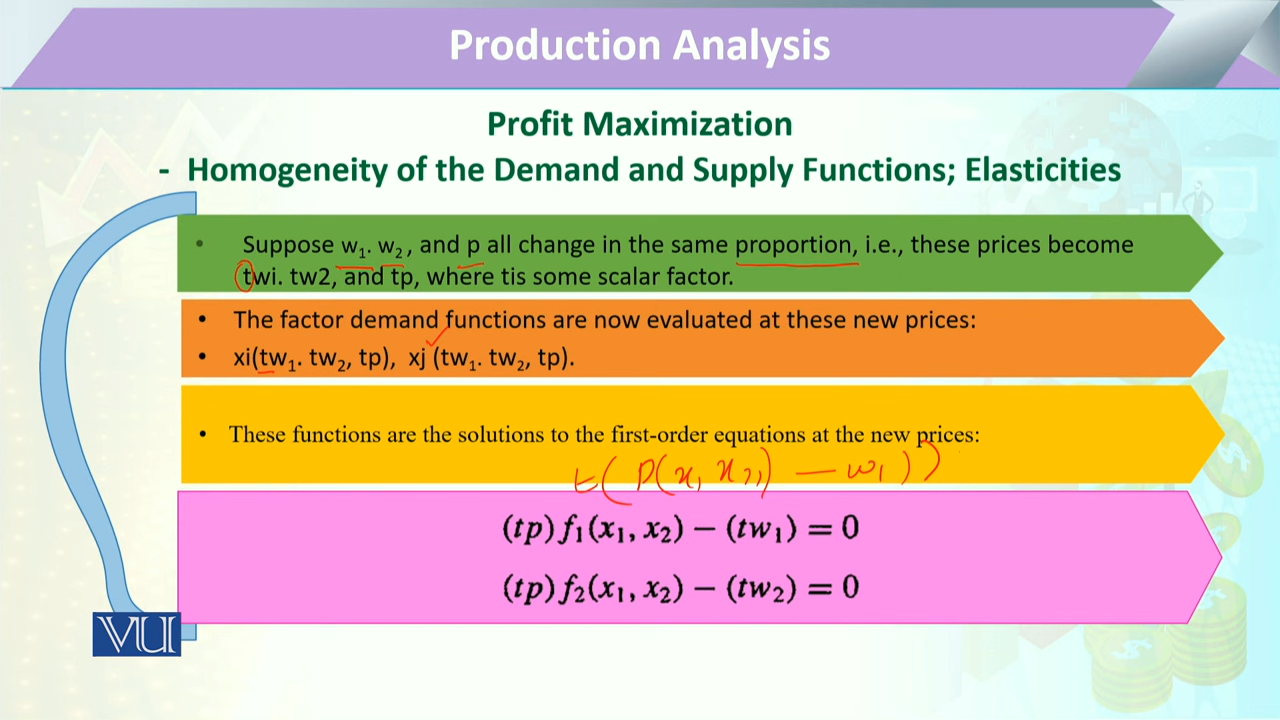 Production Analysis
Profit Maximization
- Homogeneity of the Demand and Supply Functions; Elasticities
• Suppose w₁. w₂, and p all change in the same proportion, i.e., these prices become
twi. tw2, and tp, where tis some scalar factor.
• The factor demand functions are now evaluated at these new prices:
• xi(tw₁. tw₂, tp), xj (tw₁. tw₂, tp).
• These functions are the solutions to the first-order equations at the new prices:
t( P(x₁ x₂)) — w₁))
(tp) f₁(x₁, x₂) − (tw₁) = 0
(tp) f₂(x₁, x₂) − (tw₂) = 0
VU